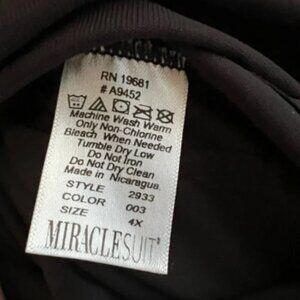 RN 19681
# A9452
Machine Wash Warm
Only Non-Chlorine
Bleach When Needed
Tumble Dry Low
Do Not Iron
Do Not Dry Clean
Made in Nicaragua.
STYLE 2933
COLOR 003
SIZE 4X
MIRACLESUIT®